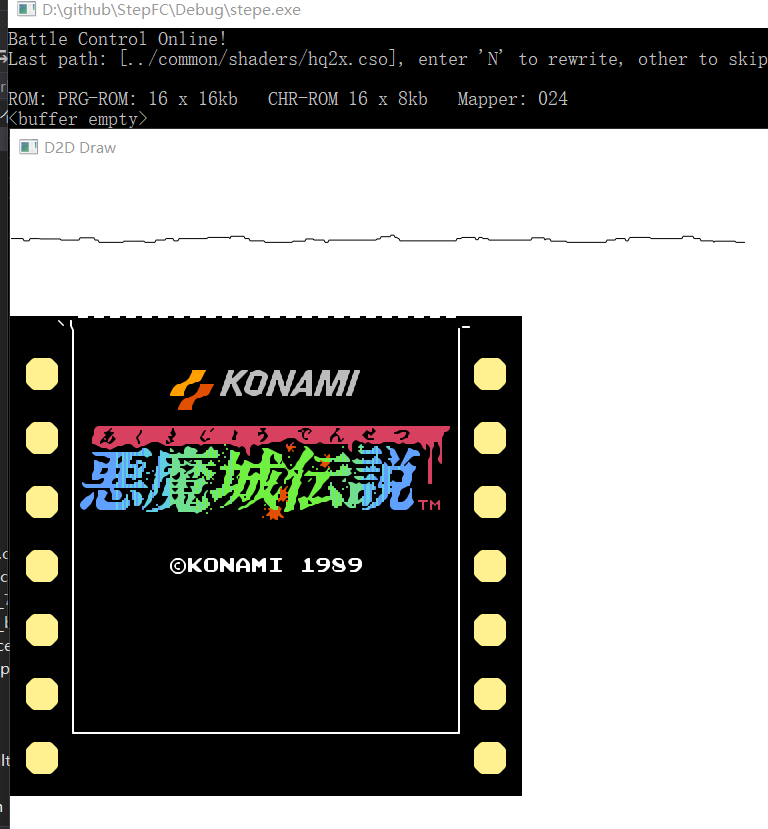 D:\github\StepFC\Debug\stepe.exe
Battle Control Online!
Last path: [../common/shaders/hq2x.cso], enter 'N' to rewrite, other to skip
ROM: PRG-ROM: 16 x 16kb   CHR-ROM 16 x 8kb   Mapper: 024
<buffer empty>
D2D Draw
KONAMI
あくまじょうでんせつ
悪魔城伝説 TM
©KONAMI 1989